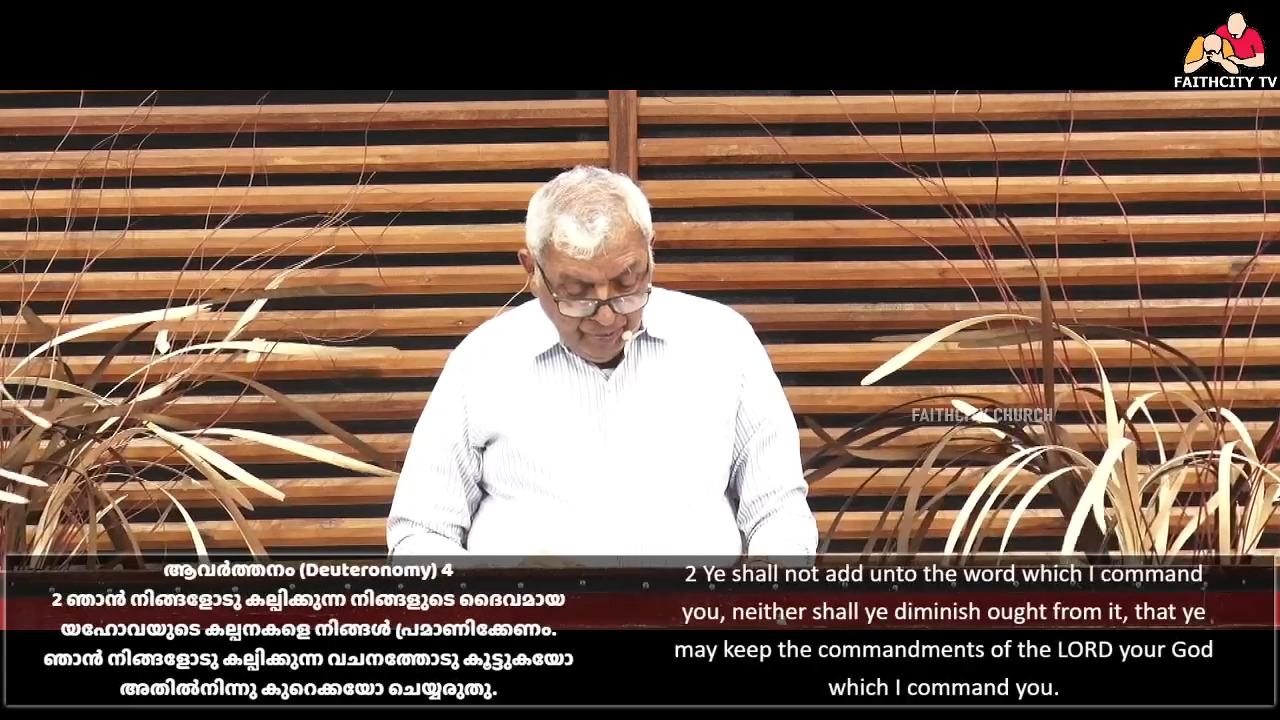 FAITHCITY TV
FAITHCITY CHURCH
ആവർത്തനം (Deuteronomy) 4
2 ഞാൻ നിങ്ങളോടു കല്പിക്കുന്ന നിങ്ങളുടെ ദൈവമായ
യഹോവയുടെ കല്പനകളെ നിങ്ങൾ പ്രമാണിക്കേണം.
ഞാൻ നിങ്ങളോടു കല്പിക്കുന്ന വചനത്തോടു കൂട്ടുകയോ
അതിൽനിന്നു കുറെക്കയോ ചെയ്യരുതു.
2 Ye shall not add unto the word which I command
you, neither shall ye diminish ought from it, that ye
may keep the commandments of the LORD your God
which I command you.